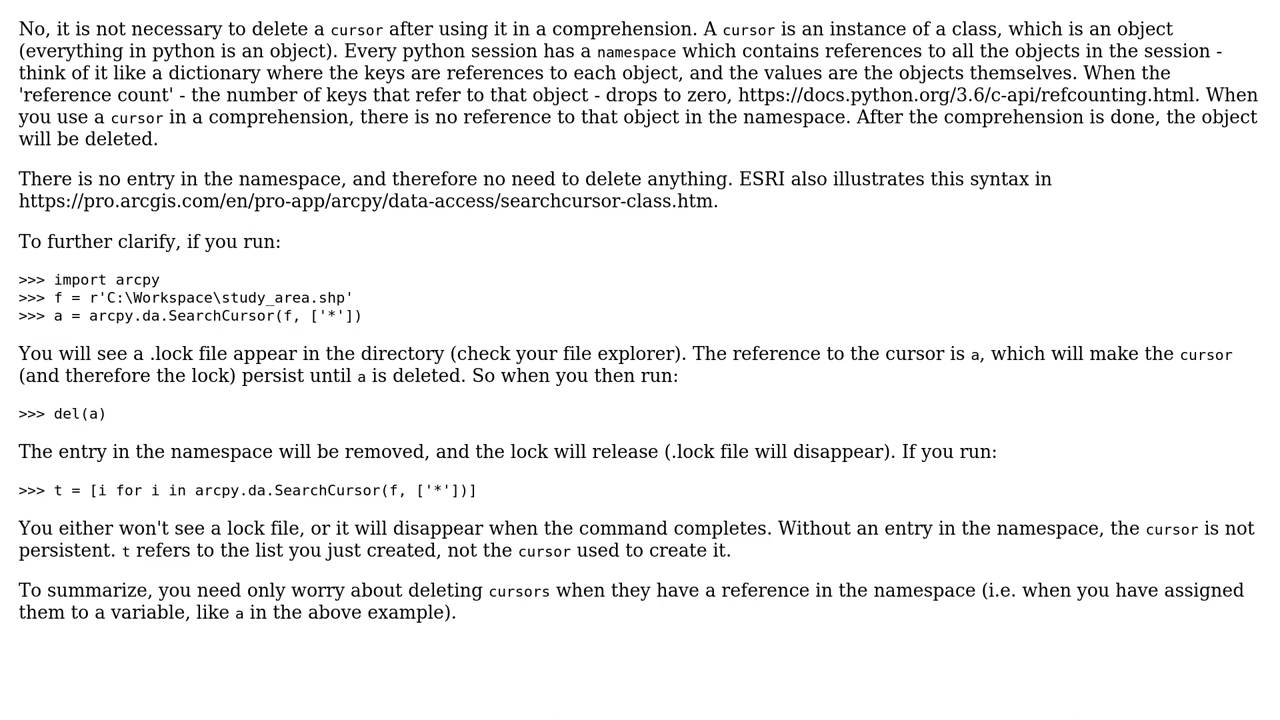 No, it is not necessary to delete a cursor after using it in a comprehension. A cursor is an instance of a class, which is an object
(everything in python is an object). Every python session has a namespace which contains references to all the objects in the session -
think of it like a dictionary where the keys are references to each object, and the values are the objects themselves. When the
'reference count' - the number of keys that refer to that object - drops to zero, https://docs.python.org/3.6/c-api/refcounting.html. When
you use a cursor in a comprehension, there is no reference to that object in the namespace. After the comprehension is done, the object
will be deleted.
There is no entry in the namespace, and therefore no need to delete anything. ESRI also illustrates this syntax in
https://pro.arcgis.com/en/pro-app/arcpy/data-access/searchcursor-class.htm.
To further clarify, if you run:
>>> import arcpy
>>> f = r'C:\Workspace\study_area.shp'
>>> a = arcpy.da.SearchCursor(f, ['*'])
You will see a .lock file appear in the directory (check your file explorer). The reference to the cursor is a, which will make the cursor
(and therefore the lock) persist until a is deleted. So when you then run:
>>> del(a)
The entry in the namespace will be removed, and the lock will release (.lock file will disappear). If you run:
>>> t = [i for i in arcpy.da.SearchCursor(f, ['*'])]
You either won't see a lock file, or it will disappear when the command completes. Without an entry in the namespace, the cursor is not
persistent. t refers to the list you just created, not the cursor used to create it.
To summarize, you need only worry about deleting cursors when they have a reference in the namespace (i.e. when you have assigned
them to a variable, like a in the above example).